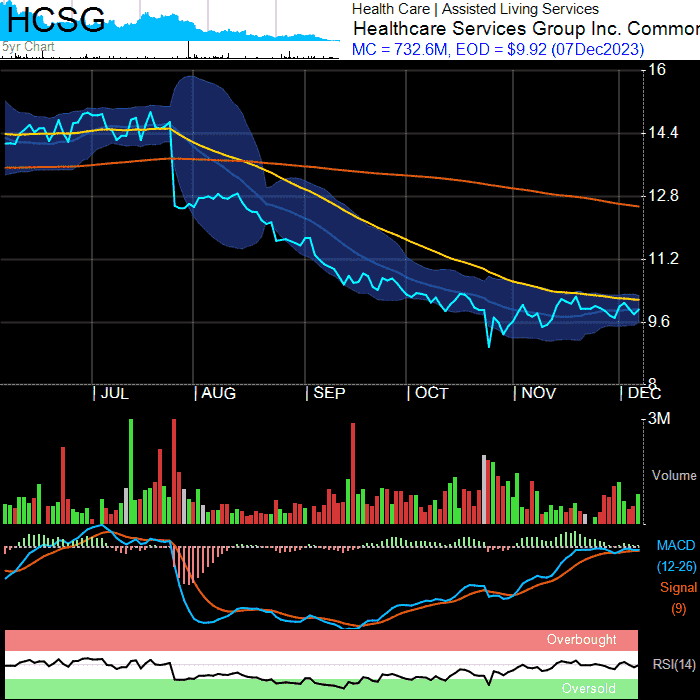 HCSG
5yr Chart
Health Care | Assisted Living Services
Healthcare Services Group Inc. Common
MC = 732.6M, EOD = $9.92 (07Dec2023)
16
14.4
12.8
11.2
9.6
8
| JUL | AUG | SEP | OCT | NOV | DEC
3M
Volume
MACD
(12-26)
Signal
(9)
Overbought
RSI(14)
Oversold